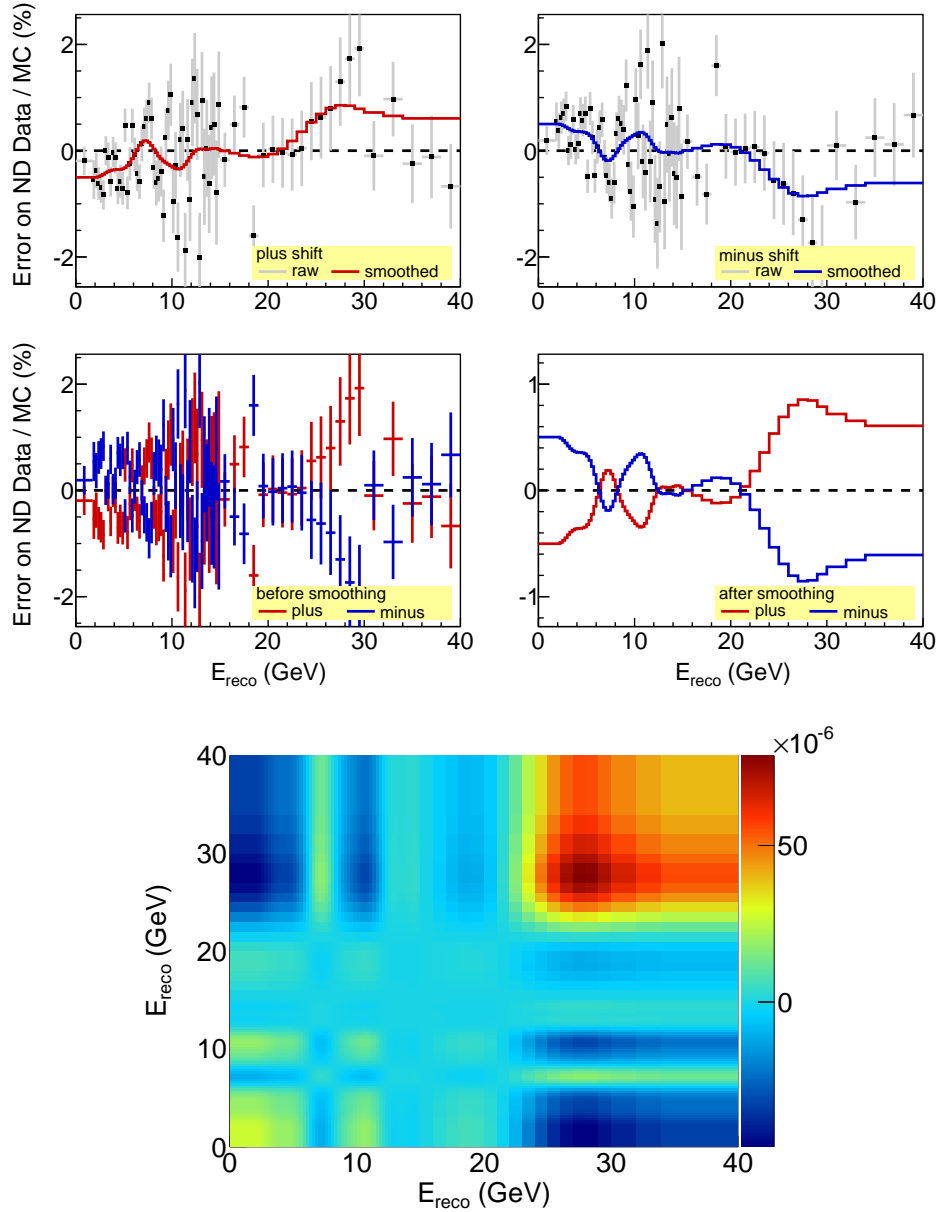 Error on ND Data / MC (%)
2
0
-2
plus shift
raw smoothed
0 10 20 30 40
2
0
-2
minus shift
raw smoothed
0 10 20 30 40
Error on ND Data / MC (%)
2
0
-2
before smoothing
plus minus
0 10 20 30 40
E_reco (GeV)
1
0
-1
after smoothing
plus minus
0 10 20 30 40
E_reco (GeV)
×10^-6
E_reco (GeV)
40
30
20
10
0
50
0
0 10 20 30 40
E_reco (GeV)